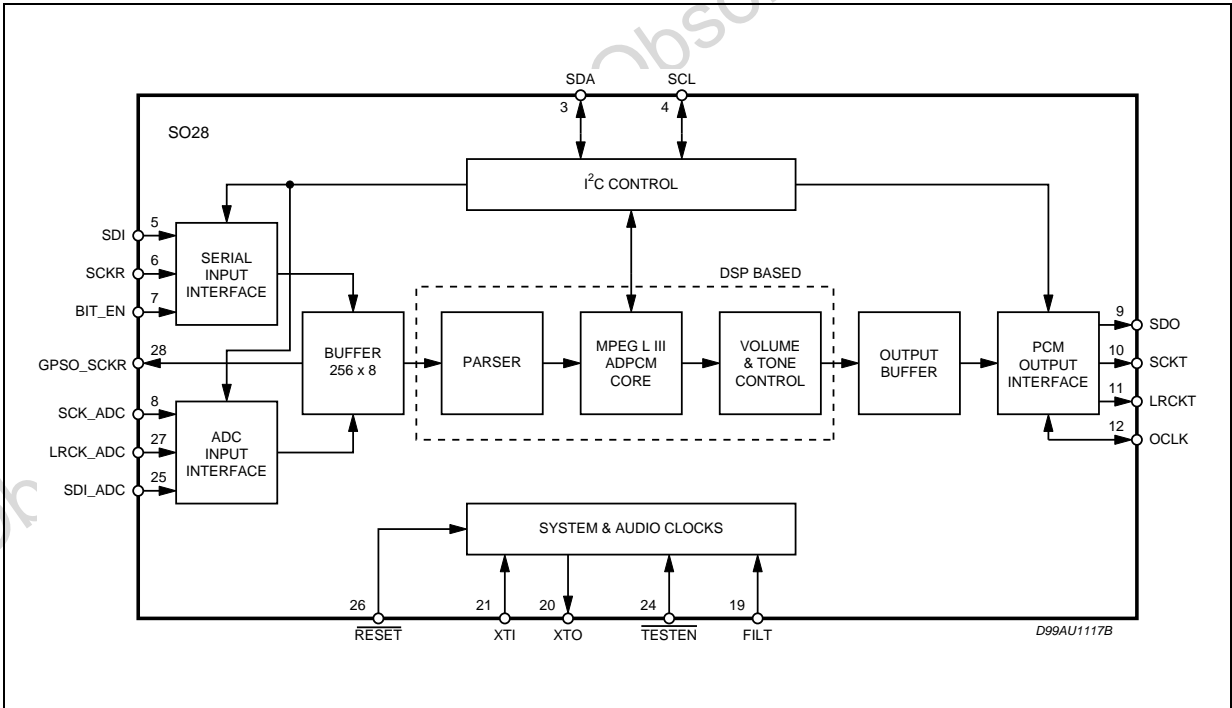 Obsol
SDA
SCL
3
4
SO28
I²C CONTROL
SDI
5
SCKR
6
BIT_EN
7
SERIAL
INPUT
INTERFACE
DSP BASED
GPSO_SCKR
28
BUFFER
256 x 8
PARSER
MPEG L III
ADPCM
CORE
VOLUME
& TONE
CONTROL
OUTPUT
BUFFER
PCM
OUTPUT
INTERFACE
9
SDO
10
SCKT
11
LRCKT
12
OCLK
SCK_ADC
8
LRCK_ADC
27
SDI_ADC
25
ADC
INPUT
INTERFACE
SYSTEM & AUDIO CLOCKS
26
21
20
24
19
RESET
XTI
XTO
TESTEN
FILT
D99AU1117B